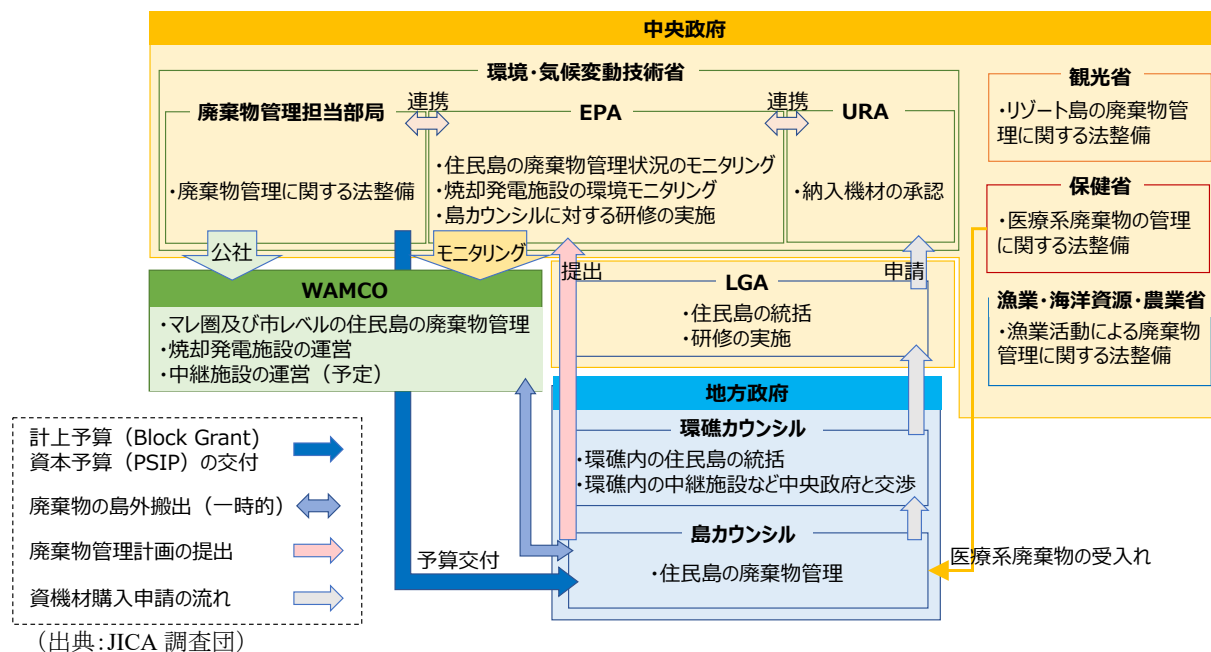 中央政府
環境・気候変動技術省
廃棄物管理担当部局
・廃棄物管理に関する法整備
連携
EPA
・住民島の廃棄物管理状況のモニタリング
・焼却発電施設の環境モニタリング
・島カウンシルに対する研修の実施
連携
URA
・納入機材の承認
観光省
・リゾート島の廃棄物管
理に関する法整備
保健省
・医療系廃棄物の管理
に関する法整備
漁業・海洋資源・農業省
・漁業活動による廃棄物
管理に関する法整備
公社
モニタリング
提出
申請
WAMCO
・マレ圏及び市レベルの住民島の廃棄物管理
・焼却発電施設の運営
・中継施設の運営（予定）
LGA
・住民島の統括
・研修の実施
地方政府
環礁カウンシル
・環礁内の住民島の統括
・環礁内の中継施設など中央政府と交渉
島カウンシル
・住民島の廃棄物管理
予算交付
医療系廃棄物の受入れ
計上予算（Block Grant)
資本予算（PSIP）の交付
廃棄物の島外搬出（一時的）
廃棄物管理計画の提出
資機材購入申請の流れ
（出典：JICA 調査団）